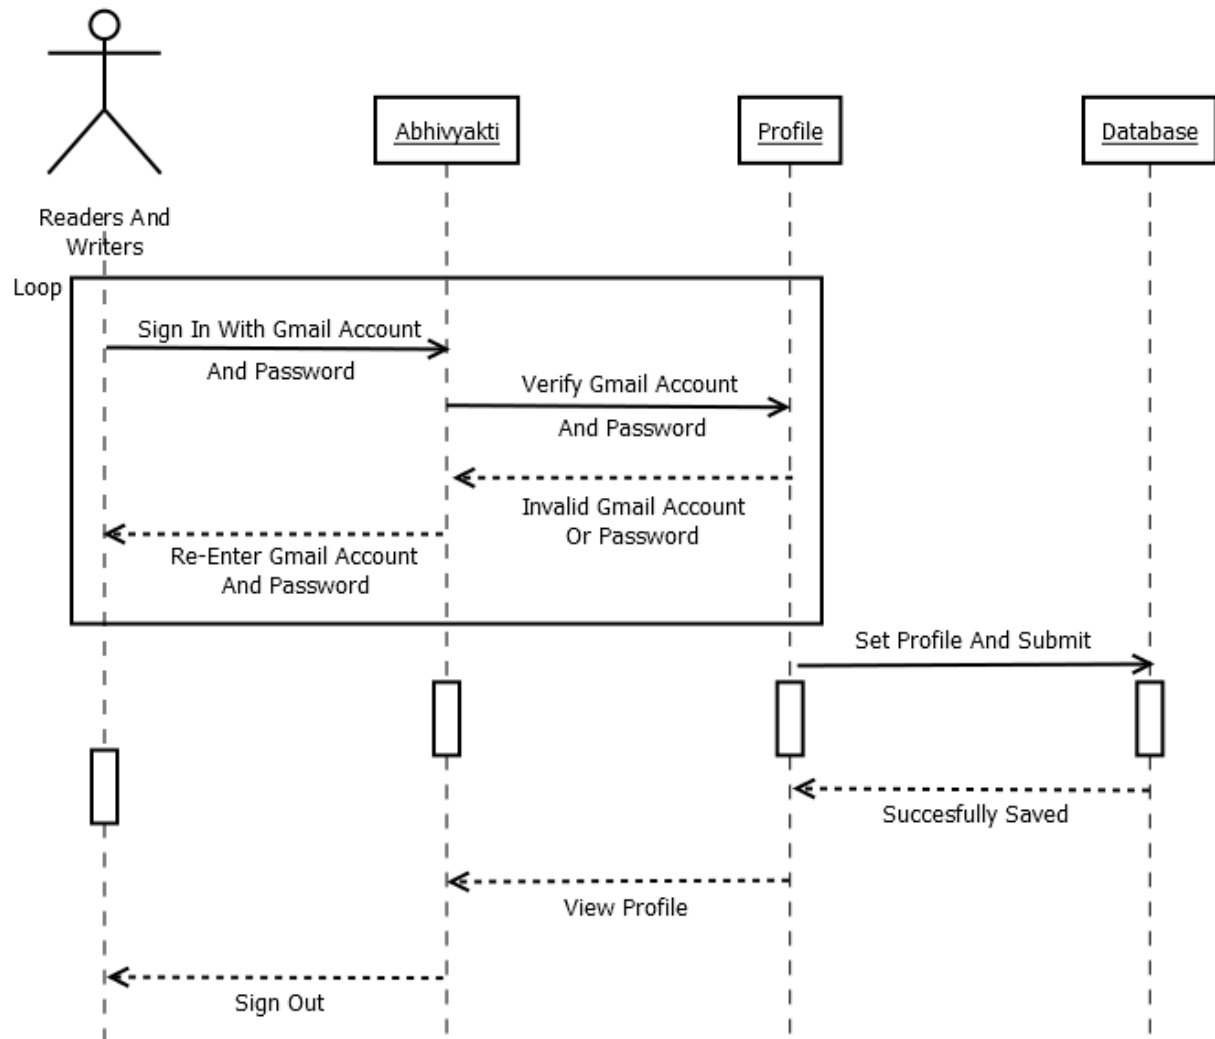 Abhivyakti
Profile
Database
Readers And
Writers
Loop
Sign In With Gmail Account
And Password
Verify Gmail Account
And Password
Invalid Gmail Account
Or Password
Re-Enter Gmail Account
And Password
Set Profile And Submit
Succesfully Saved
View Profile
Sign Out